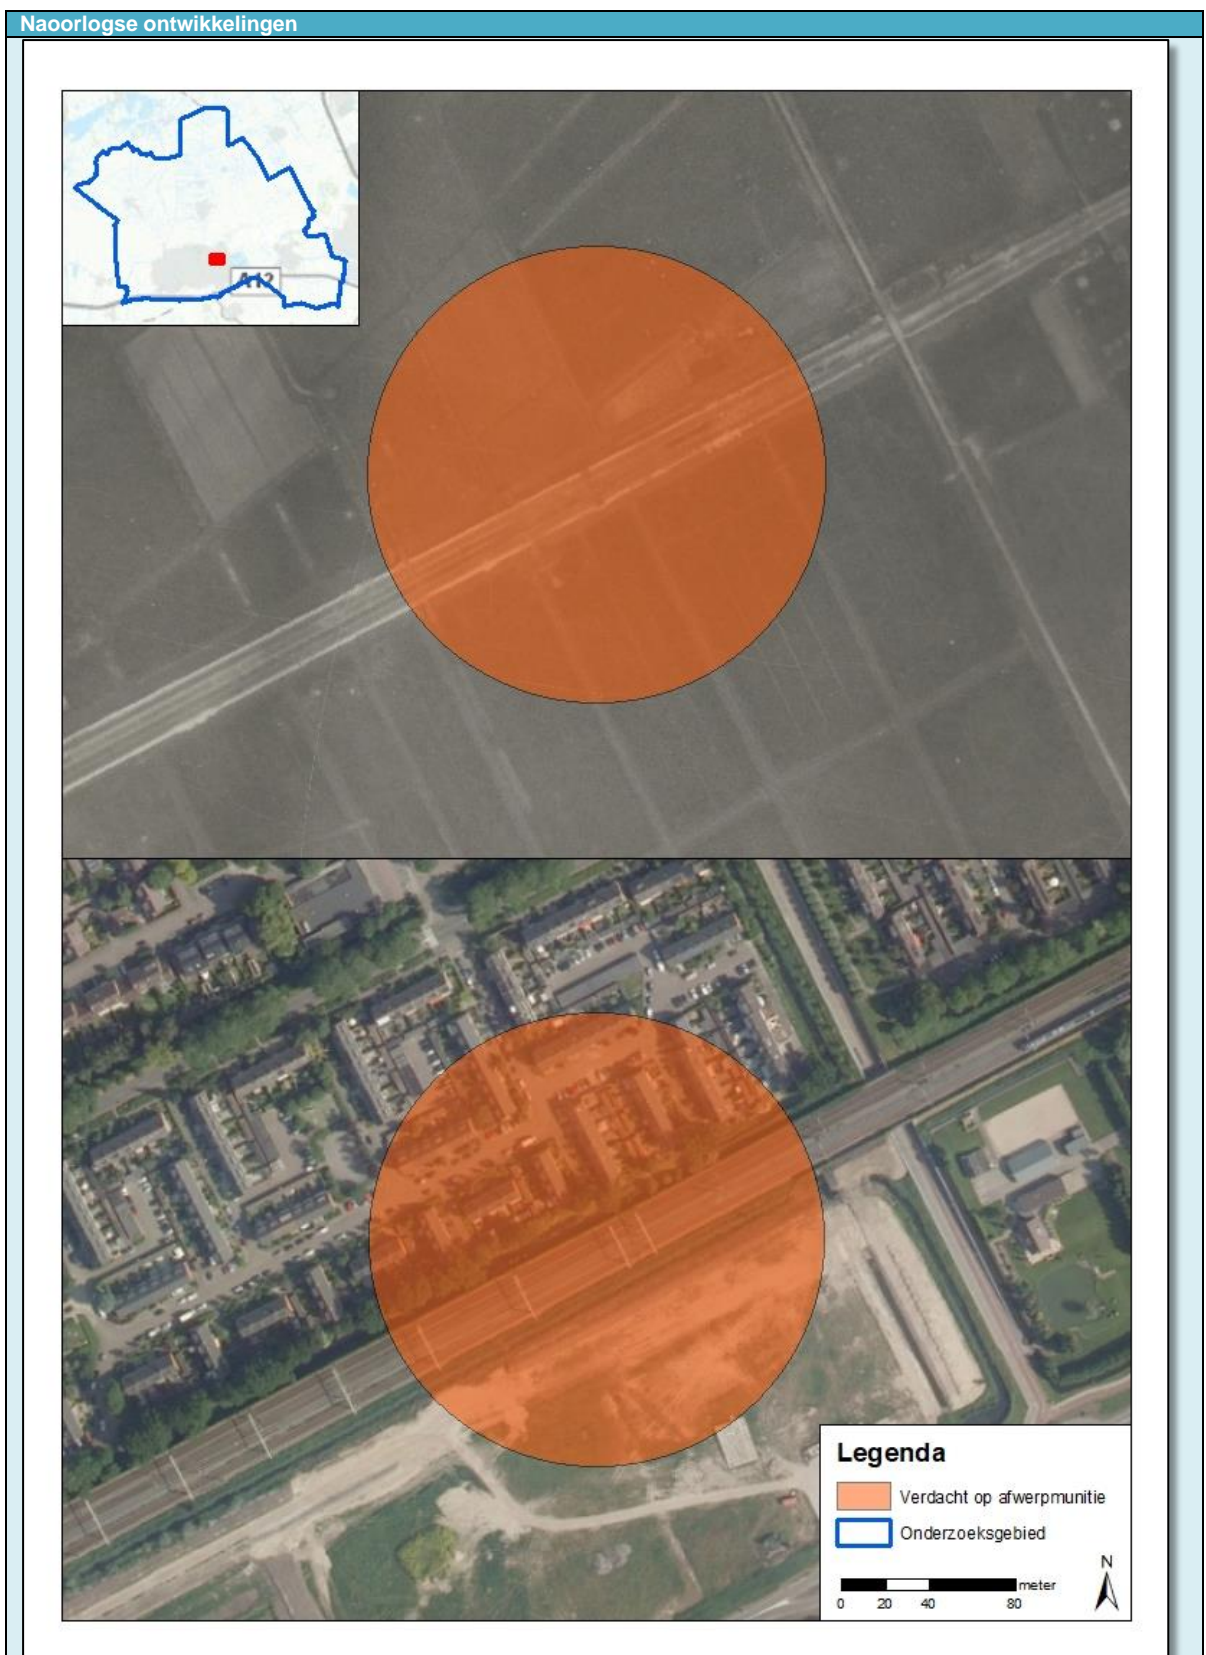 Naoorlogse ontwikkelingen
A12
Legenda
Verdacht op afwerpmunitie
Onderzoeksgebied
N
meter
0 20 40 80